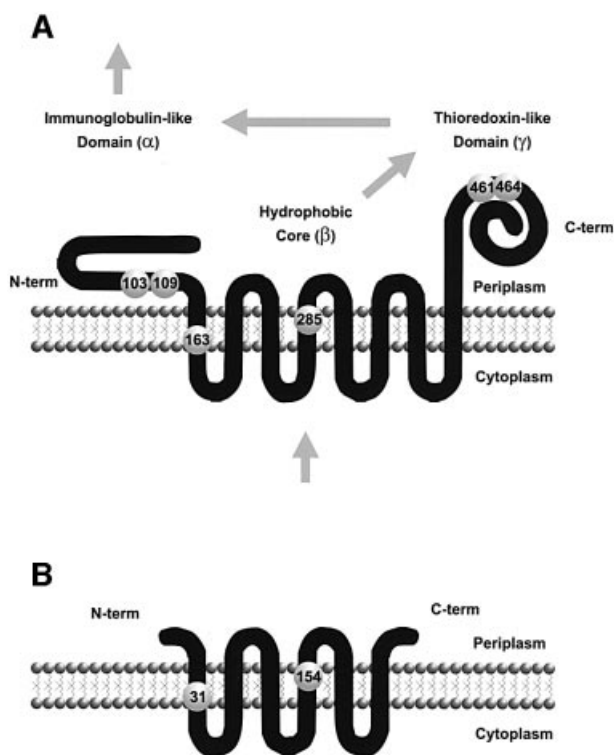 A
Immunoglobulin-like
Domain (α)
Thioredoxin-like
Domain (γ)
Hydrophobic
Core (β)
461 464
C-term
N-term
103 109
Periplasm
163
285
Cytoplasm
B
N-term
C-term
Periplasm
31
154
Cytoplasm